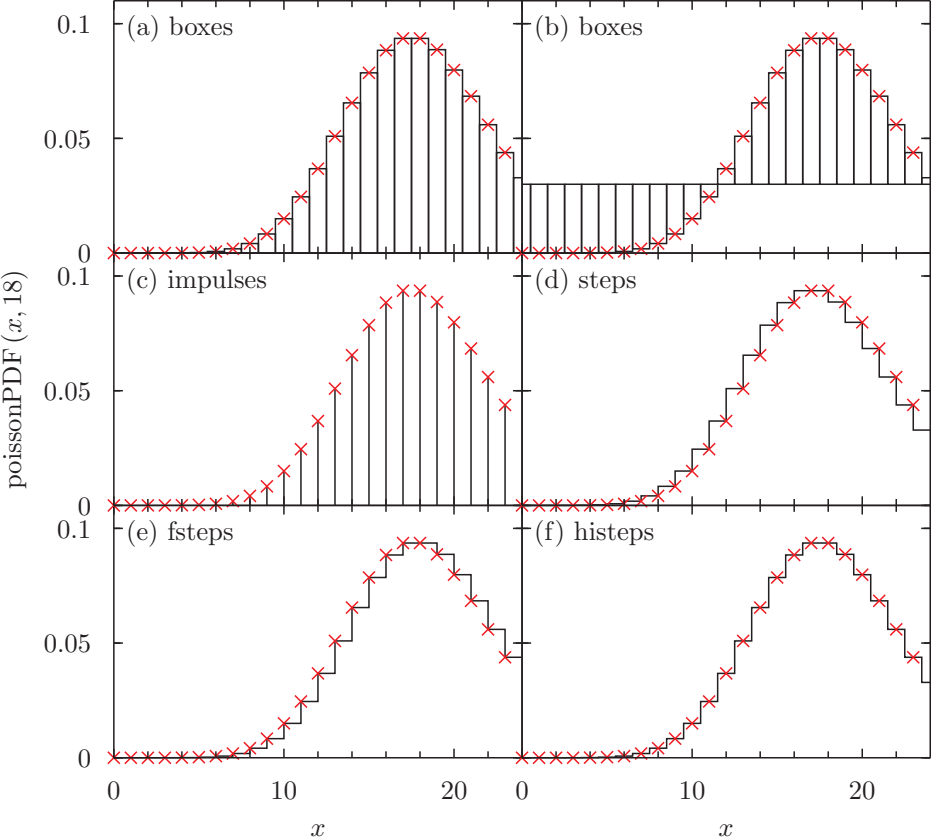 (a) boxes
(b) boxes
0.1
0.05
0
(c) impulses
(d) steps
0.1
0.05
0
(e) fsteps
(f) histeps
0.1
0.05
0
poissonPDF (x, 18)
0 10 20 0 10 20
x x